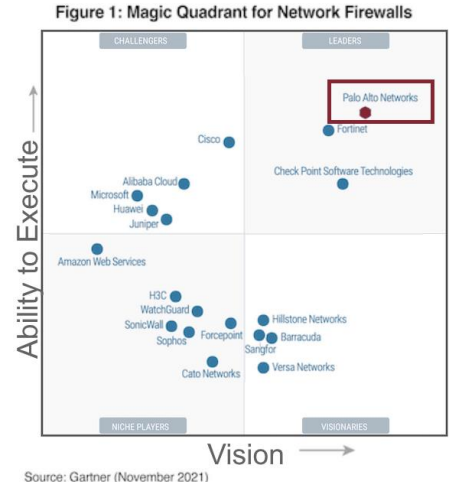 Figure 1: Magic Quadrant for Network Firewalls
CHALLENGERS
LEADERS
Palo Alto Networks
Fortinet
Cisco
Check Point Software Technologies
Alibaba Cloud
Microsoft
Huawei
Juniper
Amazon Web Services
H3C
WatchGuard
SonicWall
Sophos
Forcepoint
Cato Networks
Hillstone Networks
Barracuda
Sangfor
Versa Networks
NICHE PLAYERS
VISIONARIES
Ability to Execute
Vision
Source: Gartner (November 2021)